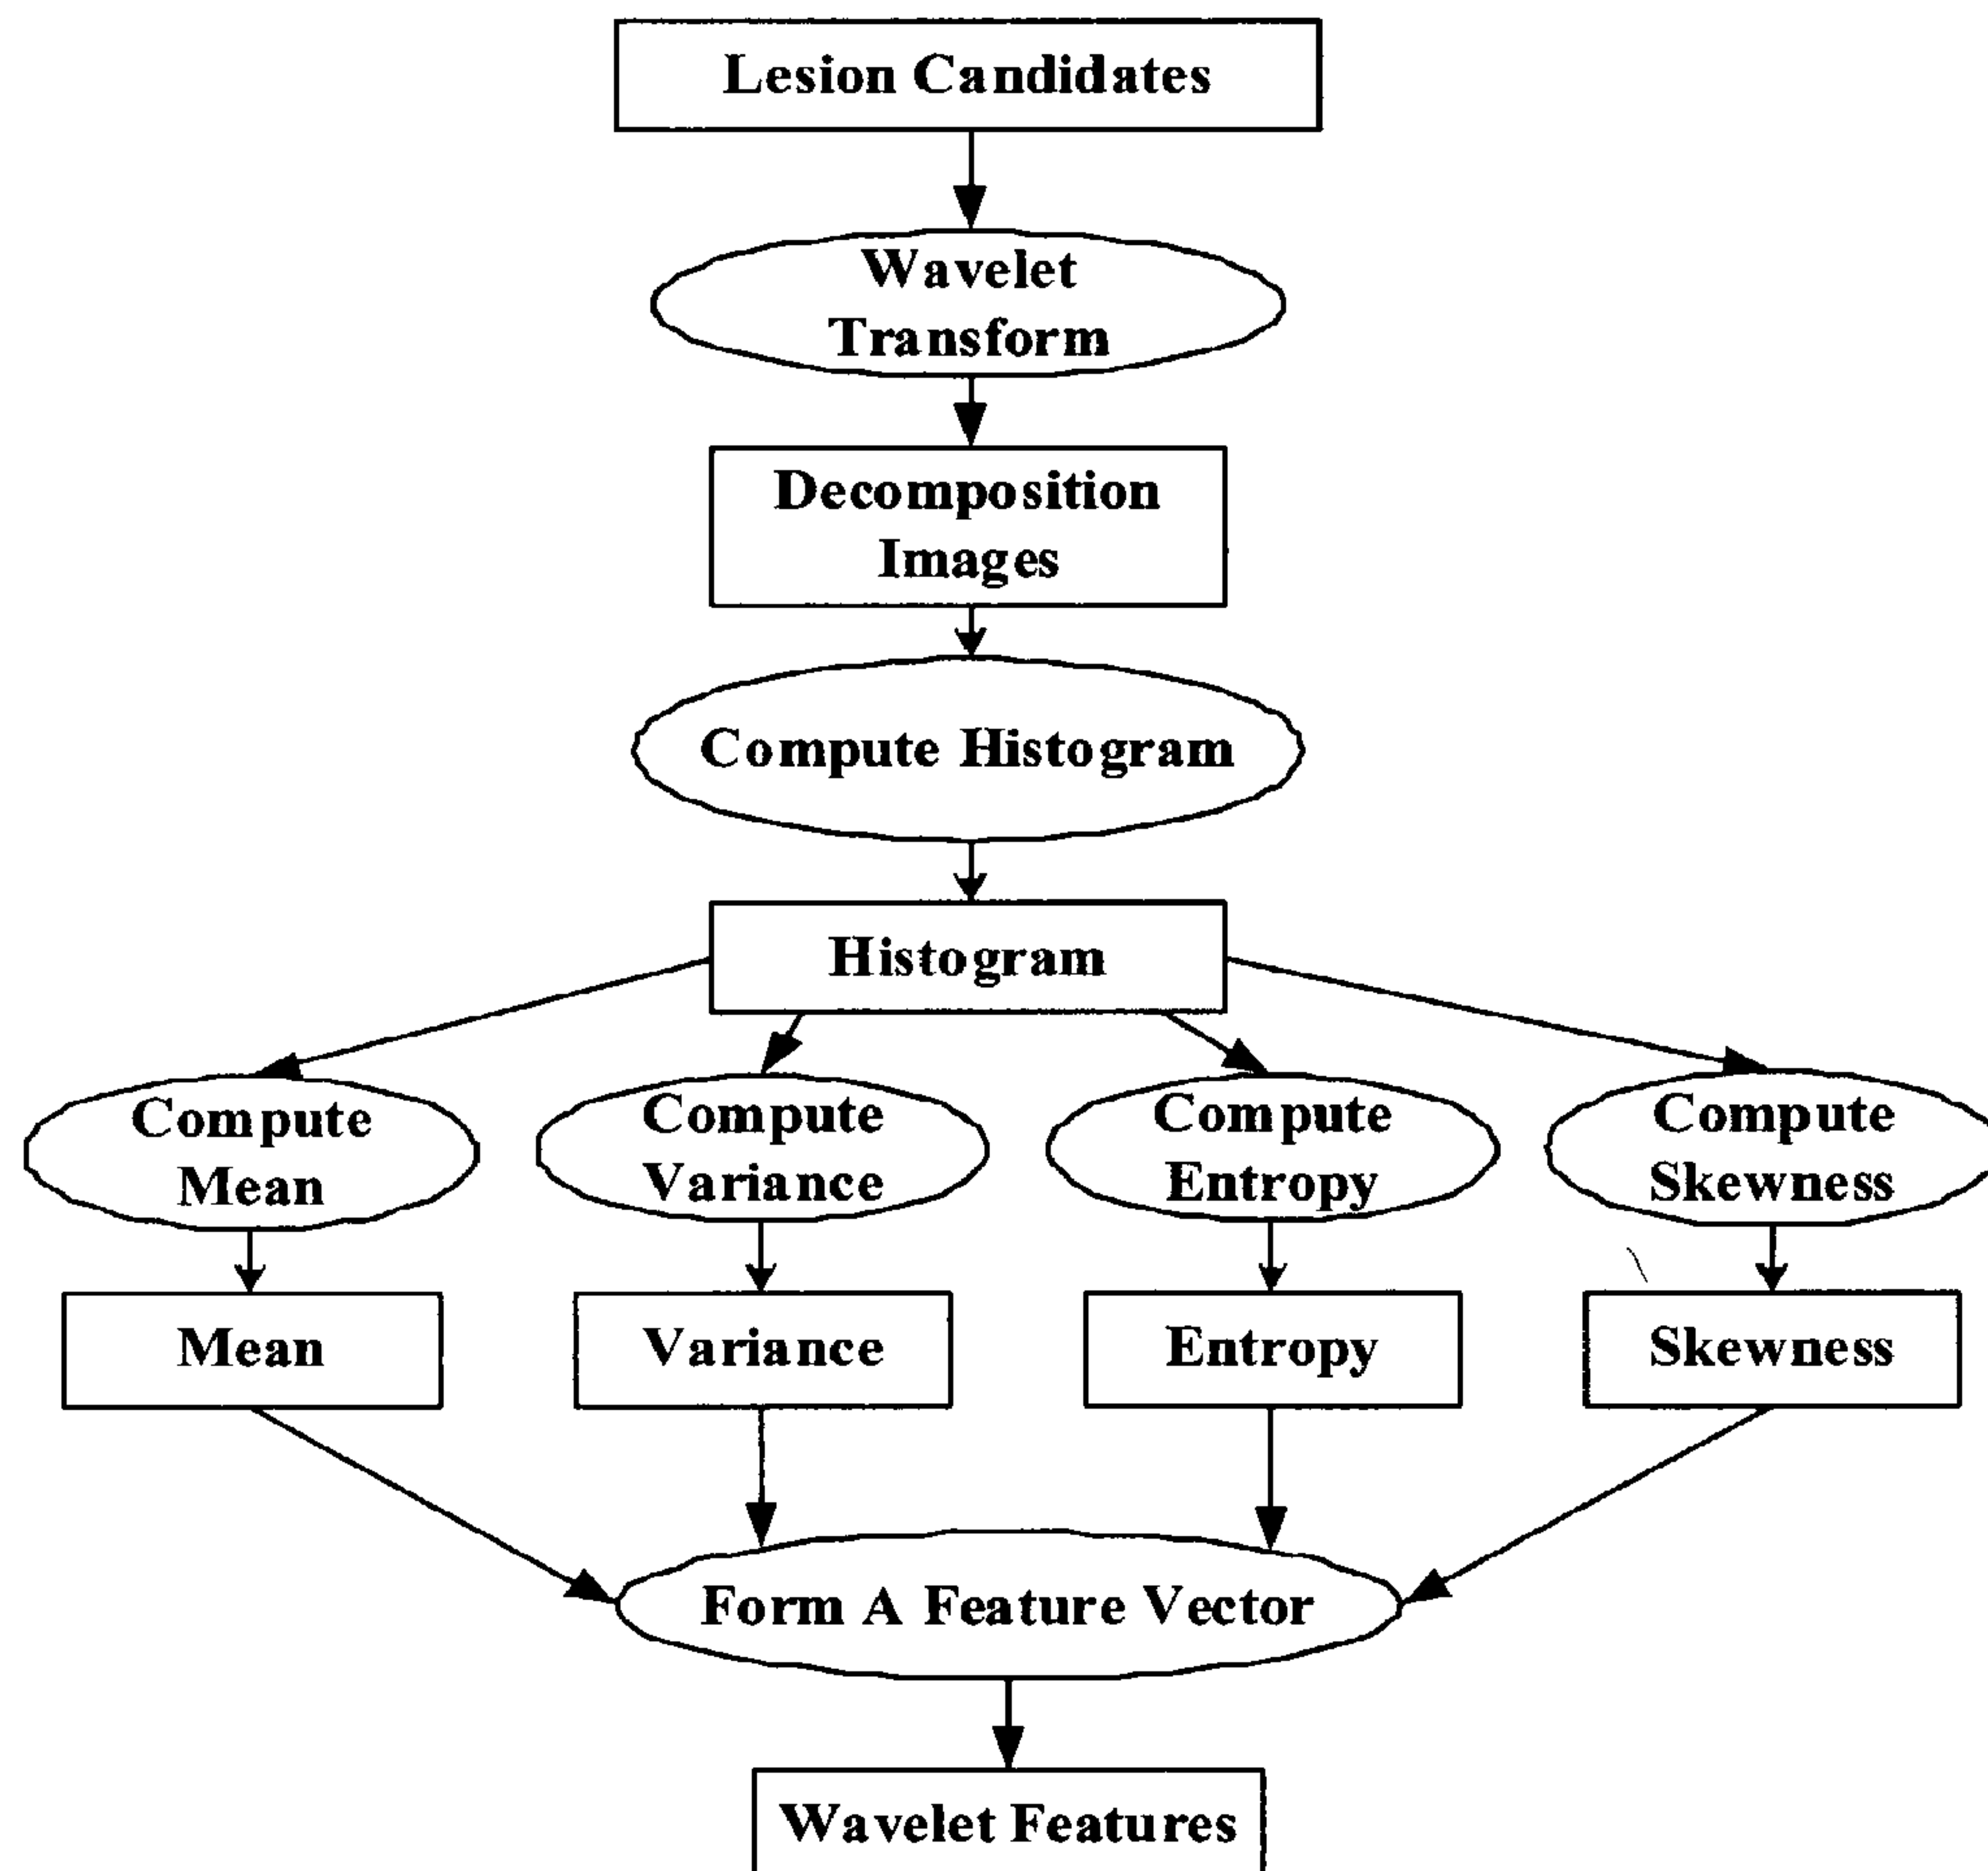 Lesion Candidates
Wavelet
Transform
Decomposition
Images
Compute Histogram
Histogram
Compute
Mean
Compute
Variance
Compute
Entropy
Compute
Skewness
Mean
Variance
Entropy
Skewness
Form A Feature Vector
Wavelet Features